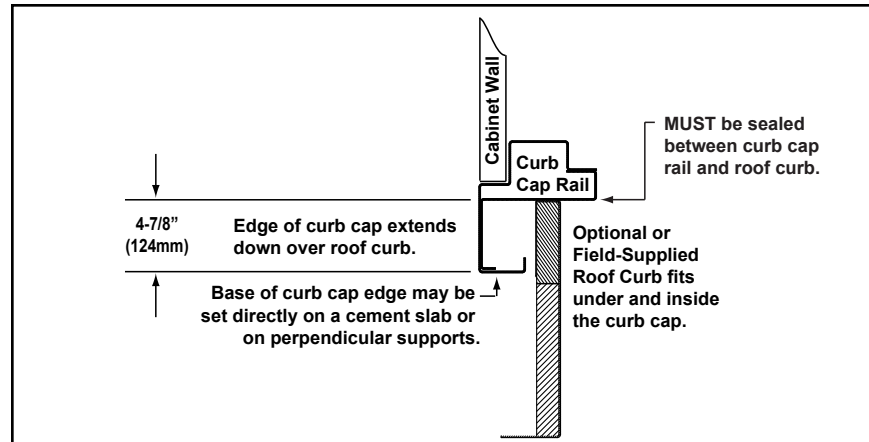 Cabinet Wall
MUST be sealed
between curb cap
rail and roof curb.
Curb
Cap Rail
4-7/8”
(124mm)
Edge of curb cap extends
down over roof curb.
Optional or
Field-Supplied
Roof Curb fits
under and inside
the curb cap.
Base of curb cap edge may be
set directly on a cement slab or
on perpendicular supports.